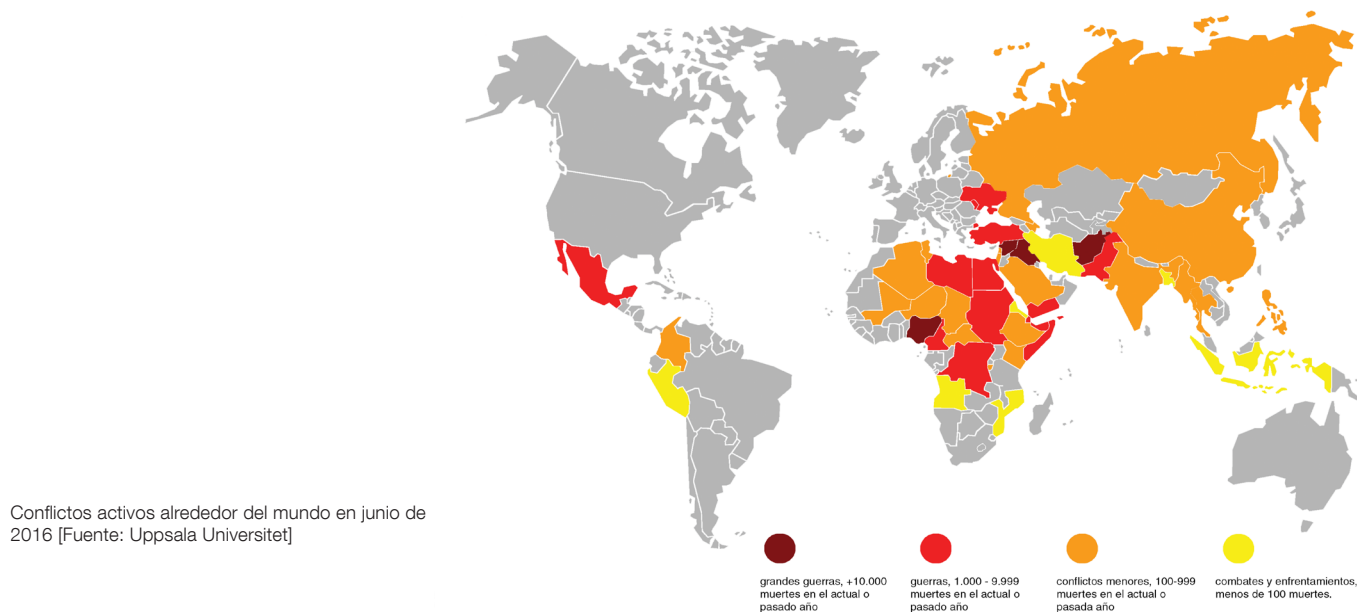 Conflictos activos alrededor del mundo en junio de
2016 [Fuente: Uppsala Universitet]
grandes guerras, +10.000
muertes en el actual o
pasado año
guerras, 1.000 - 9.999
muertes en el actual o
pasado año
conflictos menores, 100-999
muertes en el actual o
pasada año
combates y enfrentamientos,
menos de 100 muertes.